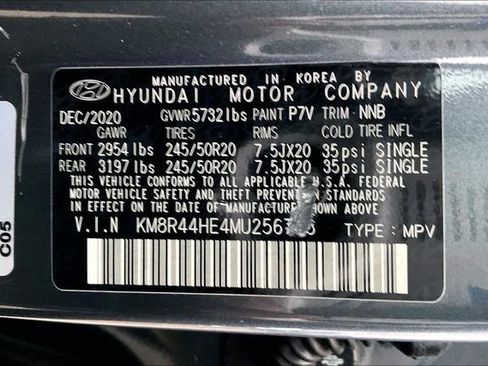 MANUFACTURED IN KOREA BY
HYUNDAI MOTOR COMPANY
DEC/2020 GVWR 5732 lbs PAINT P7V TRIM- NNB
GAWR TIRES RIMS COLD TIRE INFL
FRONT 2954 lbs 245/50R20 7.5JX20 35psi SINGLE
REAR 3197 lbs 245/50R20 7.5JX20 35psi SINGLE
THIS VEHICLE CONFORMS TO ALL APPLICABLE U.S.A. FEDERAL
MOTOR VEHICLE SAFETY AND THEFT PREVENTION STANDARDS
IN EFFECT ON THE DATE OF MANUFACTURE SHOWN ABOVE.
V.I.N TYPE : MPV
C05